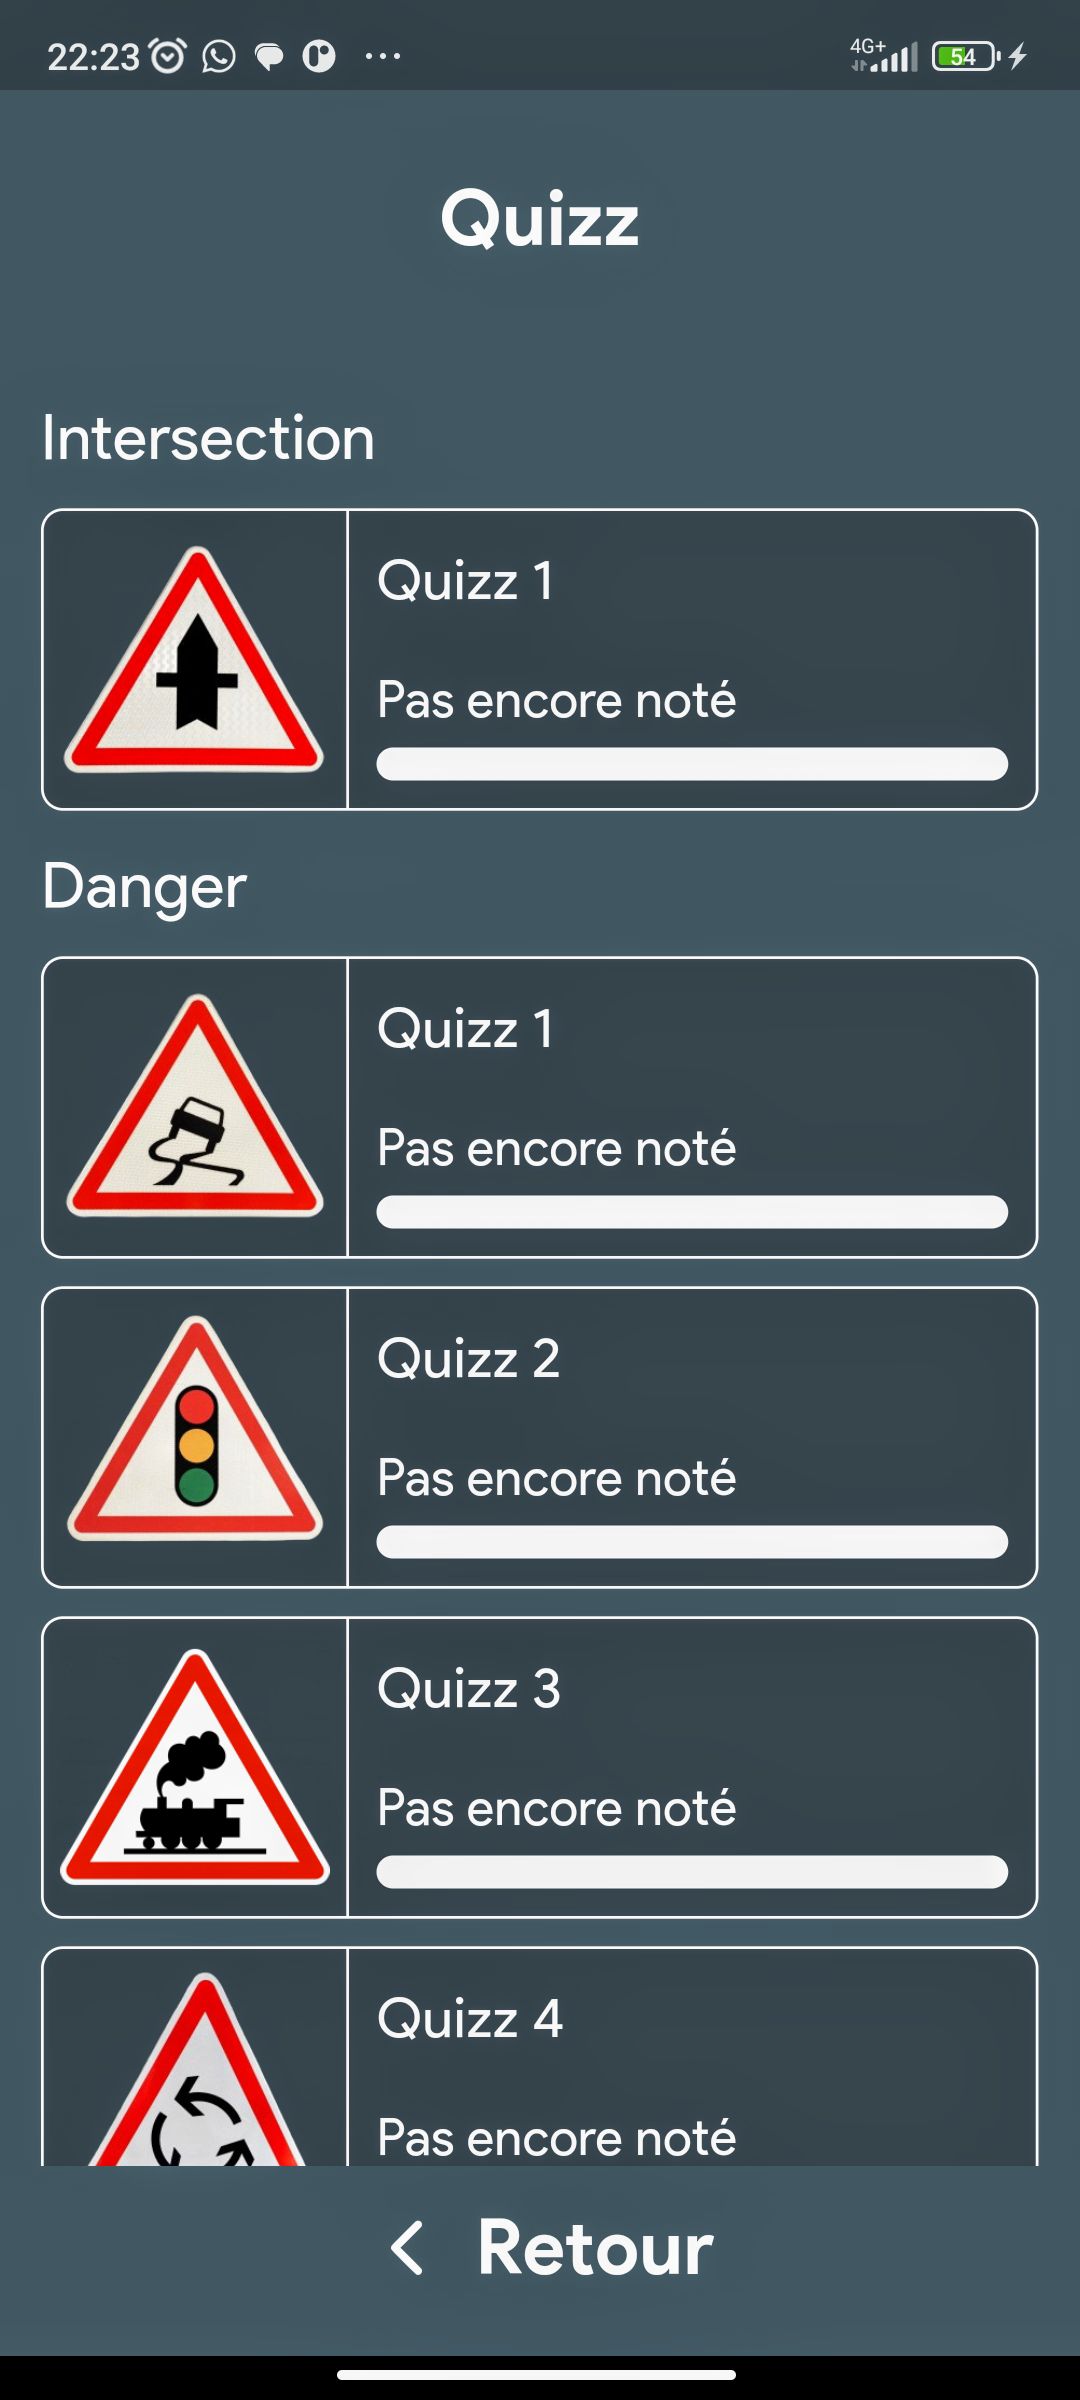 22:23
4G+
54
Quizz
Intersection
Quizz 1
Pas encore noté
Danger
Quizz 1
Pas encore noté
Quizz 2
Pas encore noté
Quizz 3
Pas encore noté
Quizz 4
Pas encore noté
Retour